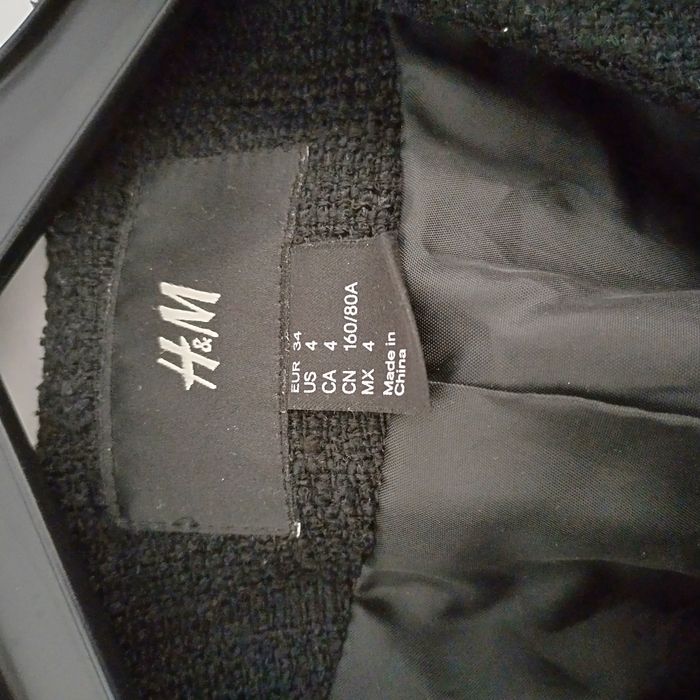 H&M
EUR 34
US 4
CA 4
CN 160/80A
MX 4
Made in
China